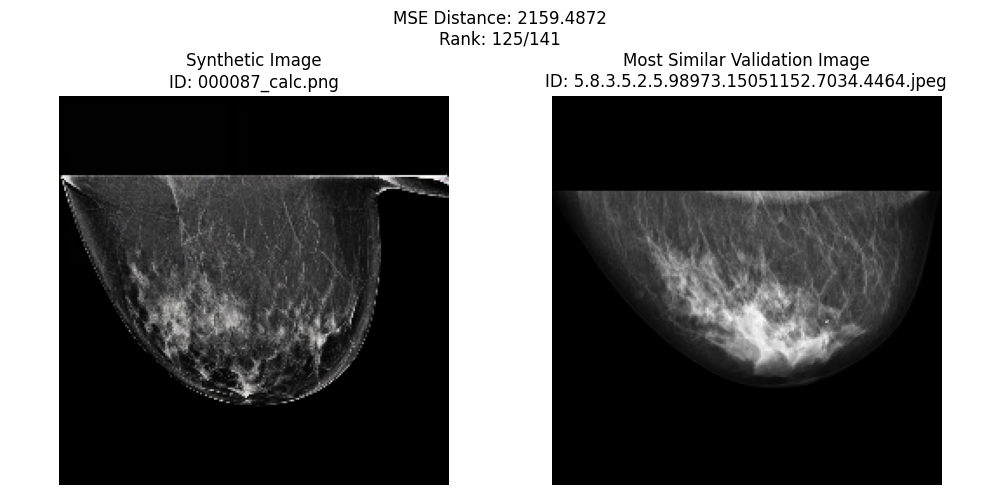 MSE Distance: 2159.4872
Rank: 125/141
Synthetic Image
ID: 000087_calc.png
Most Similar Validation Image
ID: 5.8.3.5.2.5.98973.15051152.7034.4464.jpeg